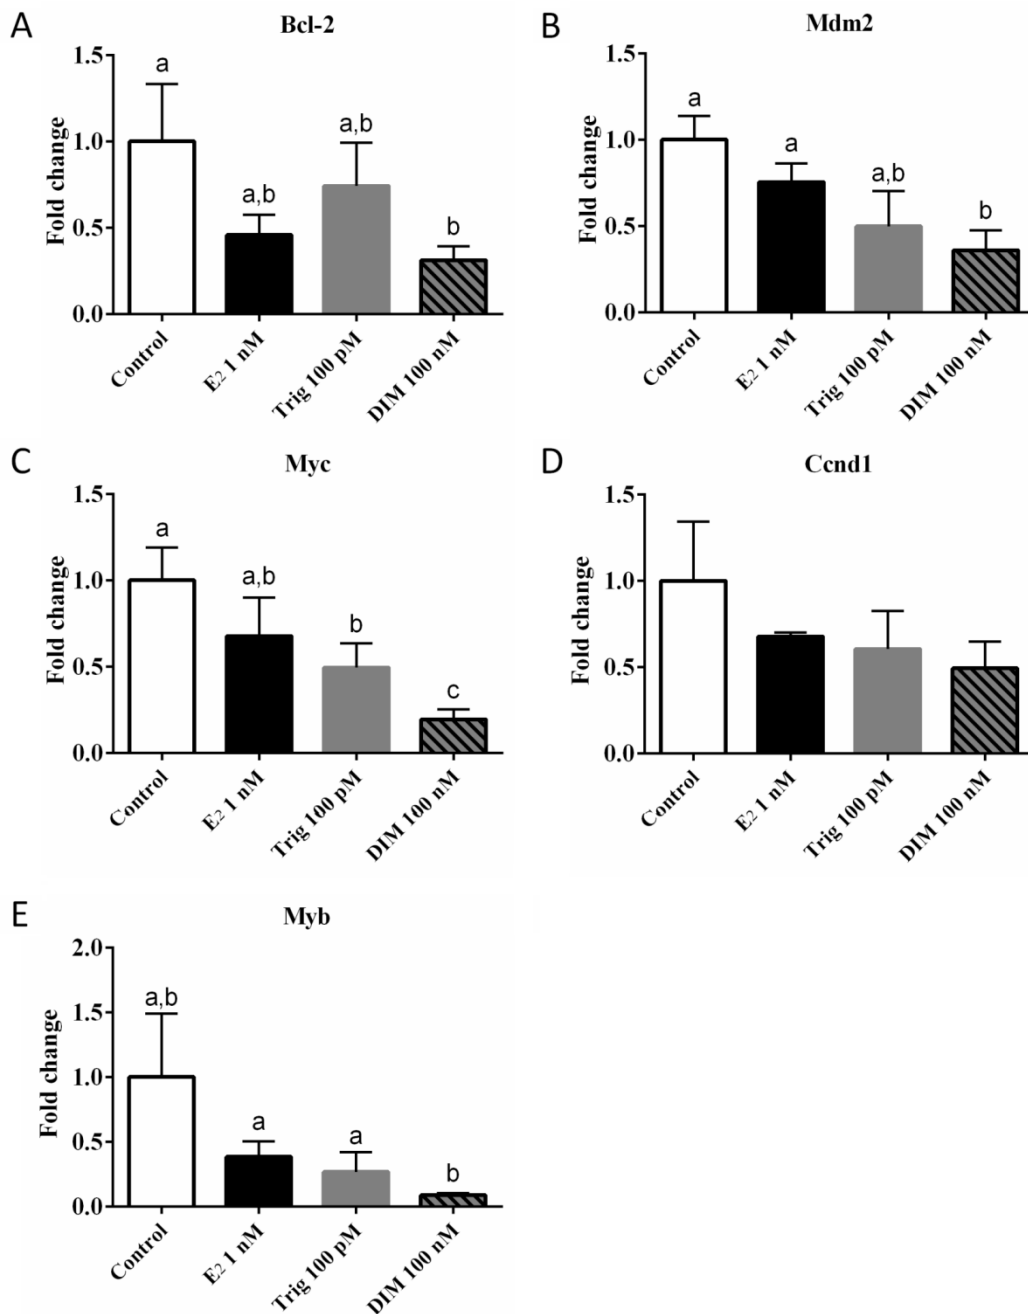 A
Bcl-2
Fold change
1.5
1.0
0.5
0.0
a
a,b
a,b
b
Control
E2 1 nM
Trig 100 pM
DIM 100 nM
B
Mdm2
Fold change
1.5
1.0
0.5
0.0
a
a
a,b
b
Control
E2 1 nM
Trig 100 pM
DIM 100 nM
C
Myc
Fold change
1.5
1.0
0.5
0.0
a
a,b
b
c
Control
E2 1 nM
Trig 100 pM
DIM 100 nM
D
Ccnd1
Fold change
1.5
1.0
0.5
0.0
Control
E2 1 nM
Trig 100 pM
DIM 100 nM
E
Myb
Fold change
2.0
1.5
1.0
0.5
0.0
a,b
a
a
b
Control
E2 1 nM
Trig 100 pM
DIM 100 nM